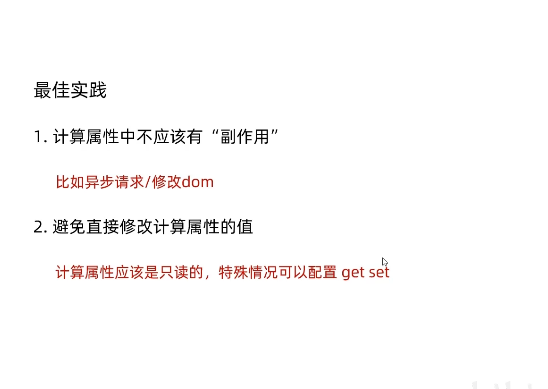 最佳实践
1. 计算属性中不应该有“副作用”
比如异步请求/修改dom
2. 避免直接修改计算属性的值
计算属性应该是只读的，特殊情况可以配置 get set